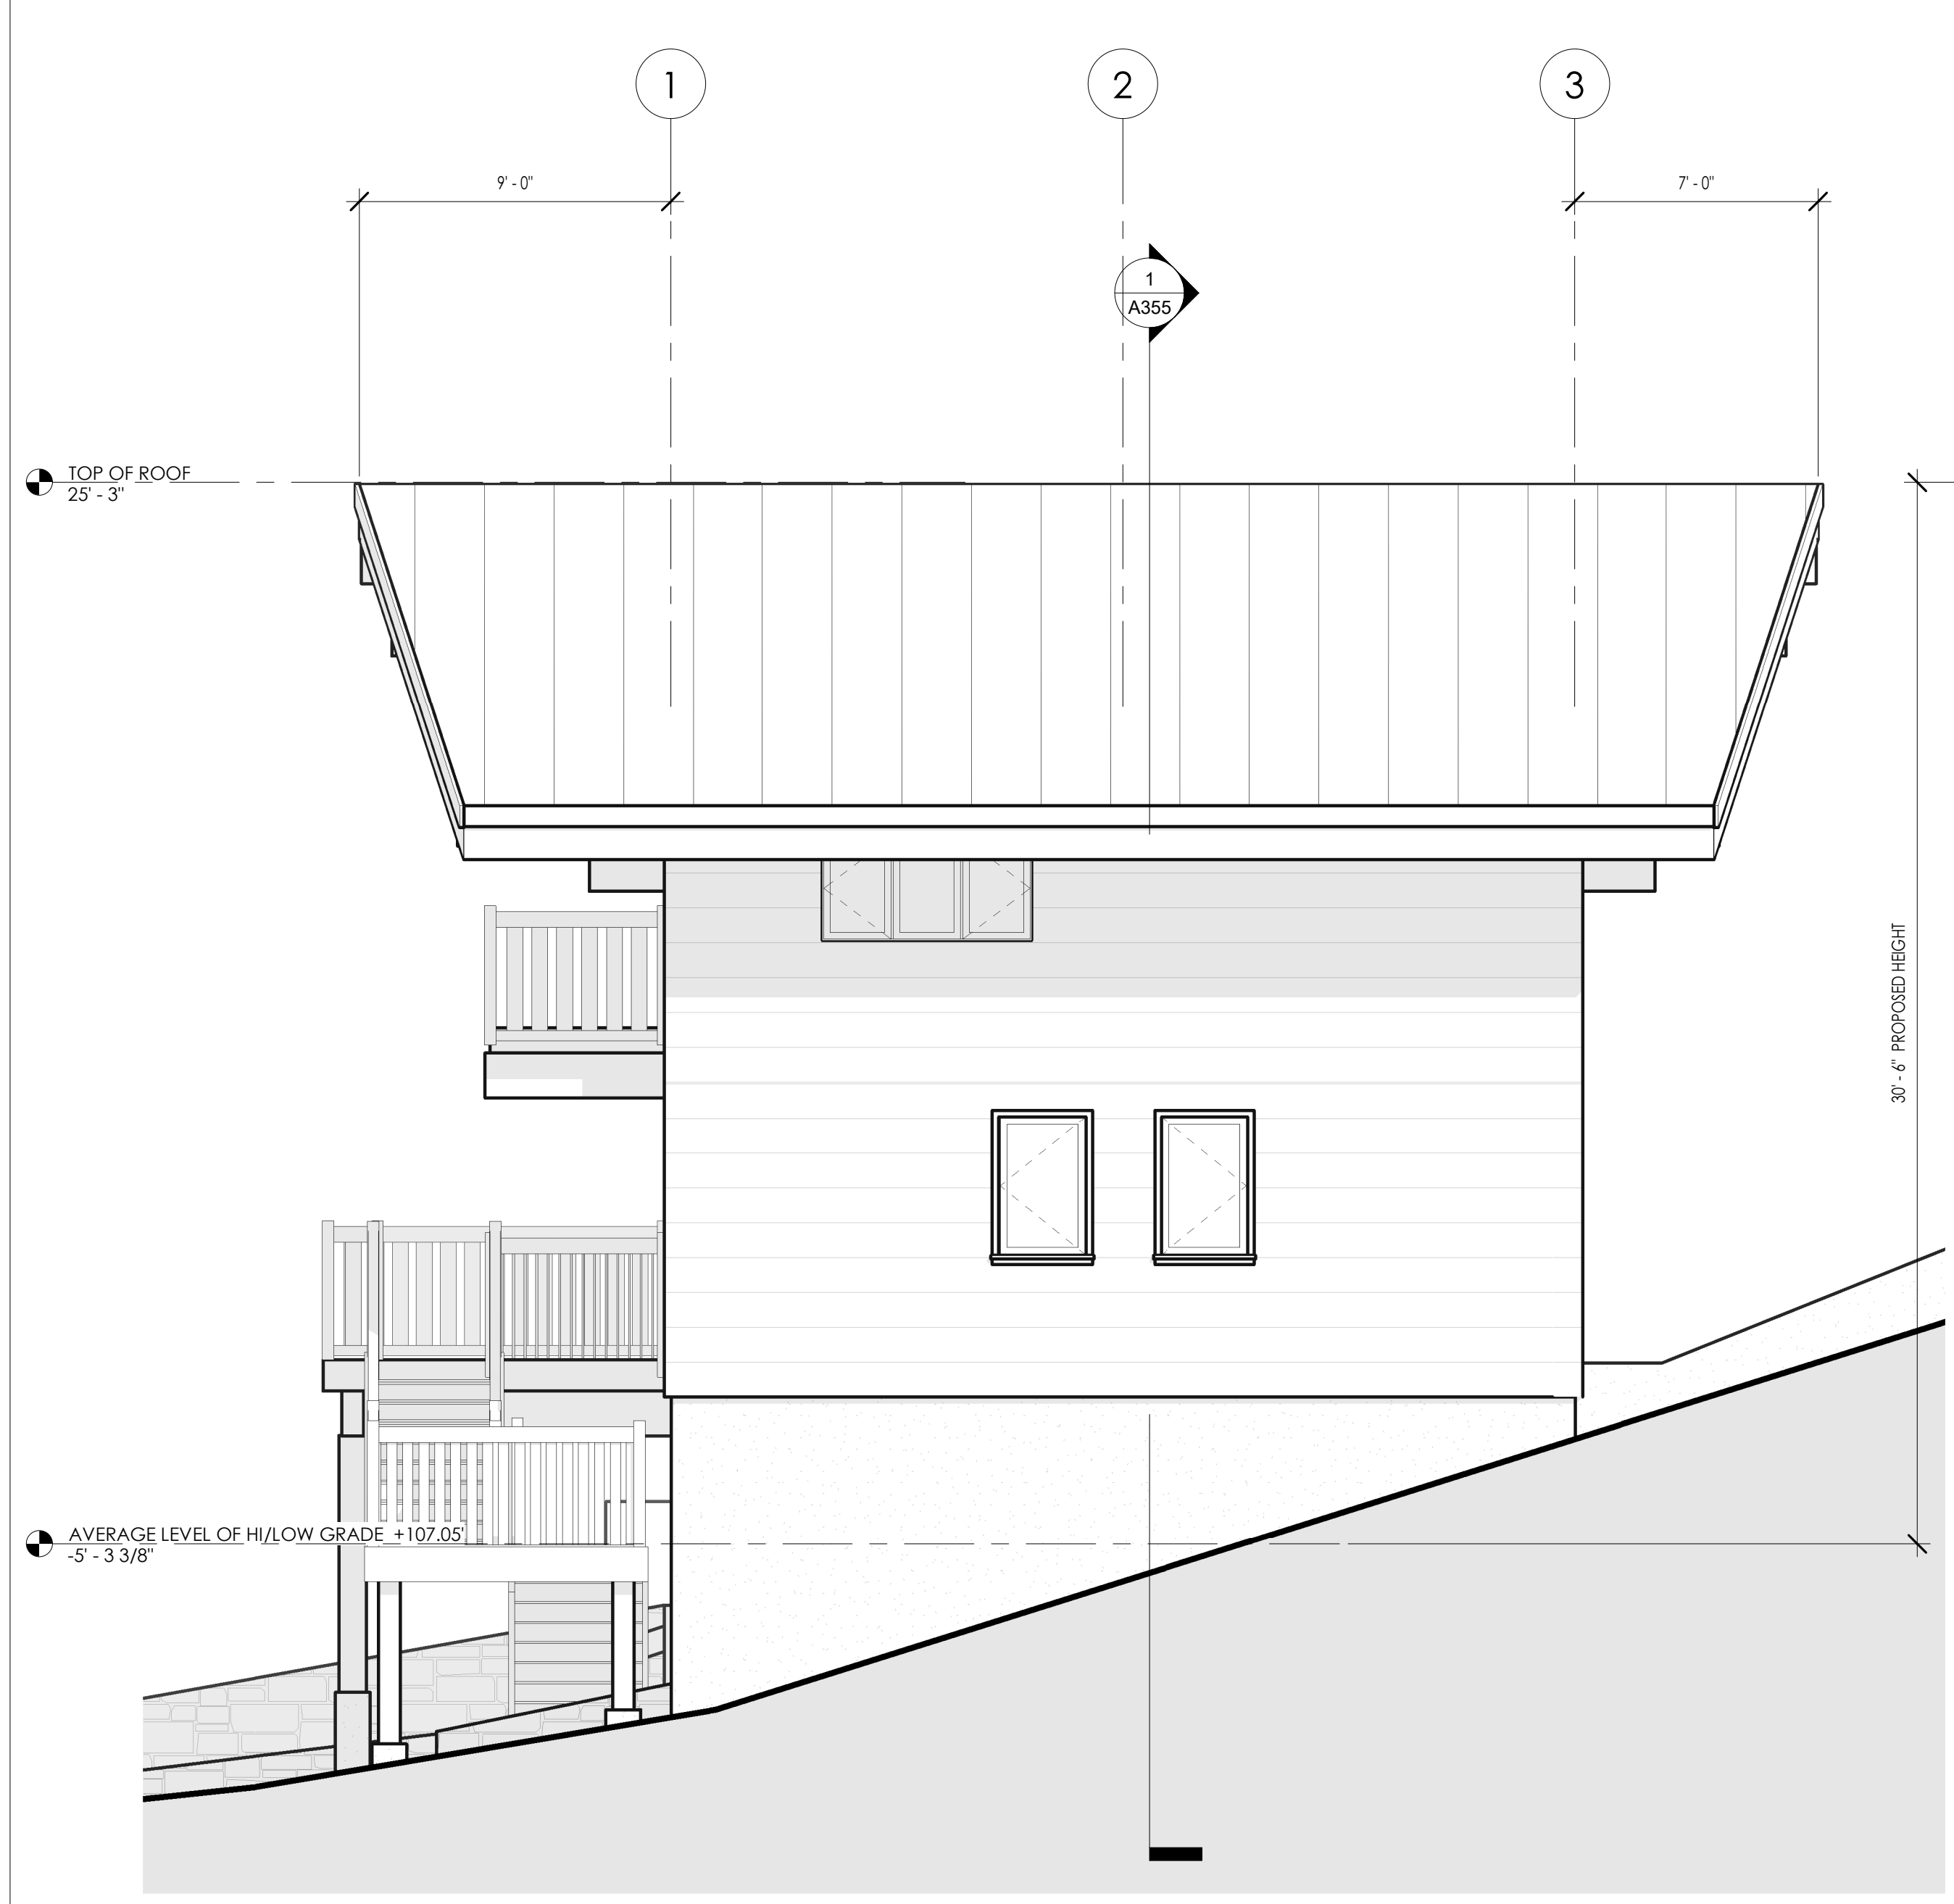 1
2
3
9' - 0"
7' - 0"
1
A355
TOP OF ROOF
25' - 3"
30' - 6" PROPOSED HEIGHT
AVERAGE LEVEL OF HI/LOW GRADE +107.05'
-5' - 3 3/8"